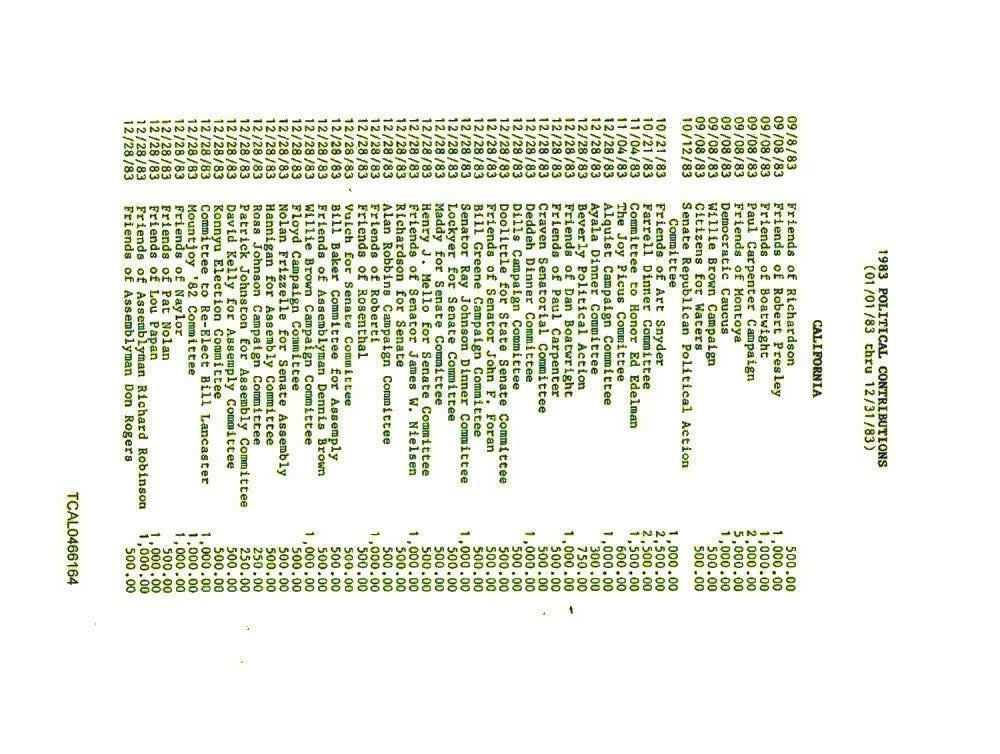 1983 POLITICAL CONTRIBUTIONS
(01/01/83 thru 12/31/83)
CALIFORNIA
09/8/83 Friends of Richardson 500.00
09/08/83 Friends of Robert Presley 1,000.00
09/08/83 Friends of Boatwright 1,000.00
09/08/83 Paul Carpenter Campaign 2,000.00
09/08/83 Friends of Montoya 5,000.00
09/08/83 Democratic Caucus 1,000.00
09/08/83 Willie Brown Campaign 500.00
09/08/83 Citizens for Waters 500.00
10/12/83 Senate Republican Political Action
Committee 1,000.00
10/21/83 Friends of Art Snyder 2,500.00
10/21/83 Farrell Dinner Committee 2,500.00
11/04/83 Committee to Honor Ed Edelman 1,500.00
11/04/83 The Joy Picus Committee 600.00
12/28/83 Alquist Campaign Committee 1,000.00
12/28/83 Ayala Dinner Committee 300.00
12/28/83 Beverly Political Action 750.00
12/28/83 Friends of Dan Boatwright 1,000.00
12/28/83 Friends of Paul Carpenter 500.00
12/28/83 Craven Senatorial Committee 500.00
12/28/83 Deddeh Dinner Committee 1,000.00
12/28/83 Dills Campaign Committee 500.00
12/28/83 Doolittle for State Senate Committee 500.00
12/28/83 Friends of Senator John F. Foran 500.00
12/28/83 Bill Greene Campaign Committee 500.00
12/28/83 Senator Ray Johnson Dinner Committee 1,000.00
12/28/83 Lockyer for Senate Committee 500.00
12/28/83 Maddy for Senate Committee 500.00
12/28/83 Henry J. Mello for Senate Committee 500.00
12/28/83 Friends of Senator James W. Nielsen 1,000.00
12/28/83 Richardson for Senate 500.00
12/28/83 Alan Robbins Campaign Committee 500.00
12/28/83 Friends of Roberti 1,000.00
12/28/83 Friends of Rosenthal 500.00
12/28/83 Vuich for Senate Committee 500.00
12/28/83 Bill Baker Committee for Assemply 500.00
12/28/83 Friends of Assemblyman Dennis Brown 500.00
12/28/83 Willie Brown Campaign Committee 1,000.00
12/28/83 Floyd Campaign Committee 500.00
12/28/83 Nolan Frizzelle for Senate Assembly 500.00
12/28/83 Hannigan for Assembly Committee 500.00
12/28/83 Ross Johnson Campaign Committee 250.00
12/28/83 Patrick Johnston for Assembly Committee 250.00
12/28/83 David Kelly for Assemply Committee 500.00
12/28/83 Konnyu Election Committee 500.00
12/28/83 Committee to Re-Elect Bill Lancaster 1,000.00
12/28/83 Mountjoy '82 Committee 1,000.00
12/28/83 Friends of Naylor 1,000.00
12/28/83 Friends of Pat Nolan 500.00
12/28/83 Friends of Lou Papan 1,000.00
12/28/83 Friends of Assemblyman Richard Robinson 1,000.00
12/28/83 Friends of Assemblyman Don Rogers 500.00
TCAL0466164